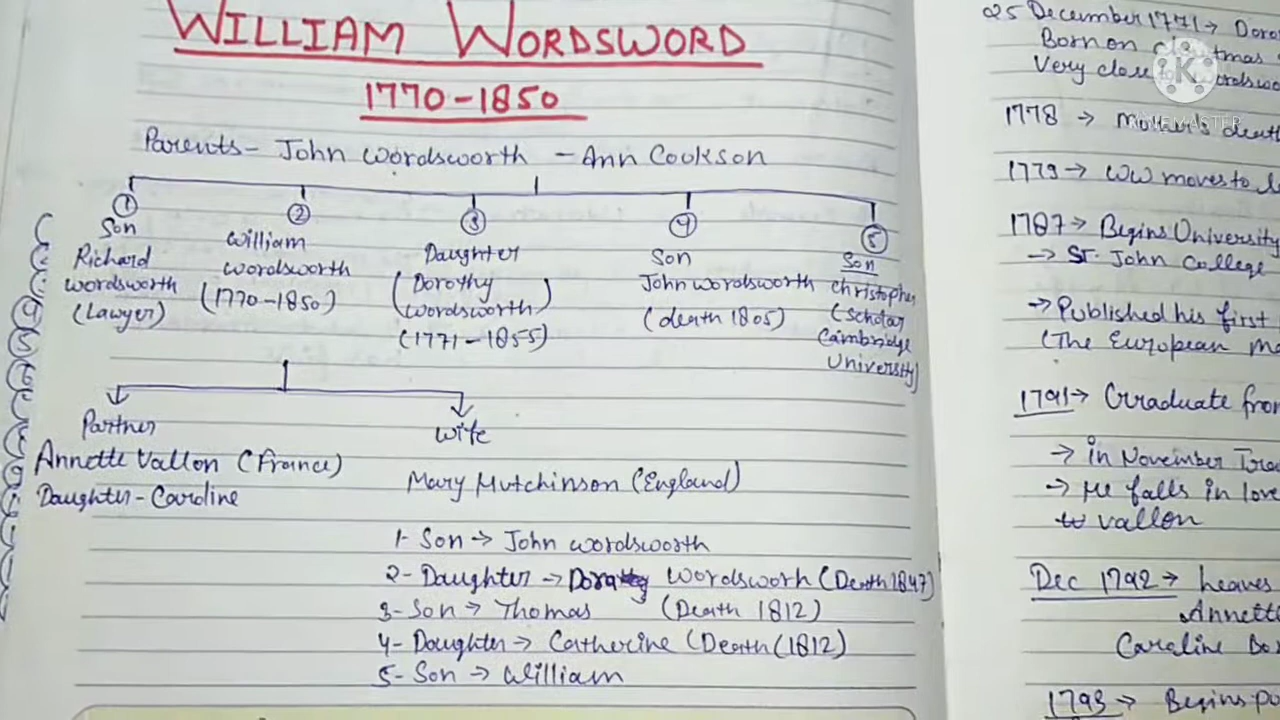 WILLIAM WORDSWORD
1770-1850
Parents - John Wordsworth - Ann Cookson
① ② ③ ④ ⑤
Son
Richard
wordsworth
(Lawyer)
William
wordsworth
(1770-1850)
Daughter
(Dorothy
wordsworth)
(1771-1855)
Son
John wordsworth
(death 1805)
Son
christopher
(Scholar
Cambridge
University)
Partner
Annette Vallon (France)
Daughter - Caroline
Wife
Mary Hutchinson (England)
1- Son → John wordsworth
2- Daughter → Wordsworh (Death 1847)
3- Son → Thomas (Death 1812)
4- Daughter → Catherine (Death (1812)
5- Son → William
25 December 1771 →
Born on
Very close
1778 → Mother's death
1779 → WW moves to
1787 → Begins University
→ ST. John College
→ Published his first
(The European
1791 → Graduate from
→ in November
→ He falls in love
vallon
Dec 1792 → Leaves
Annette
Caroline
1793 → Begins
K
KINEMASTER